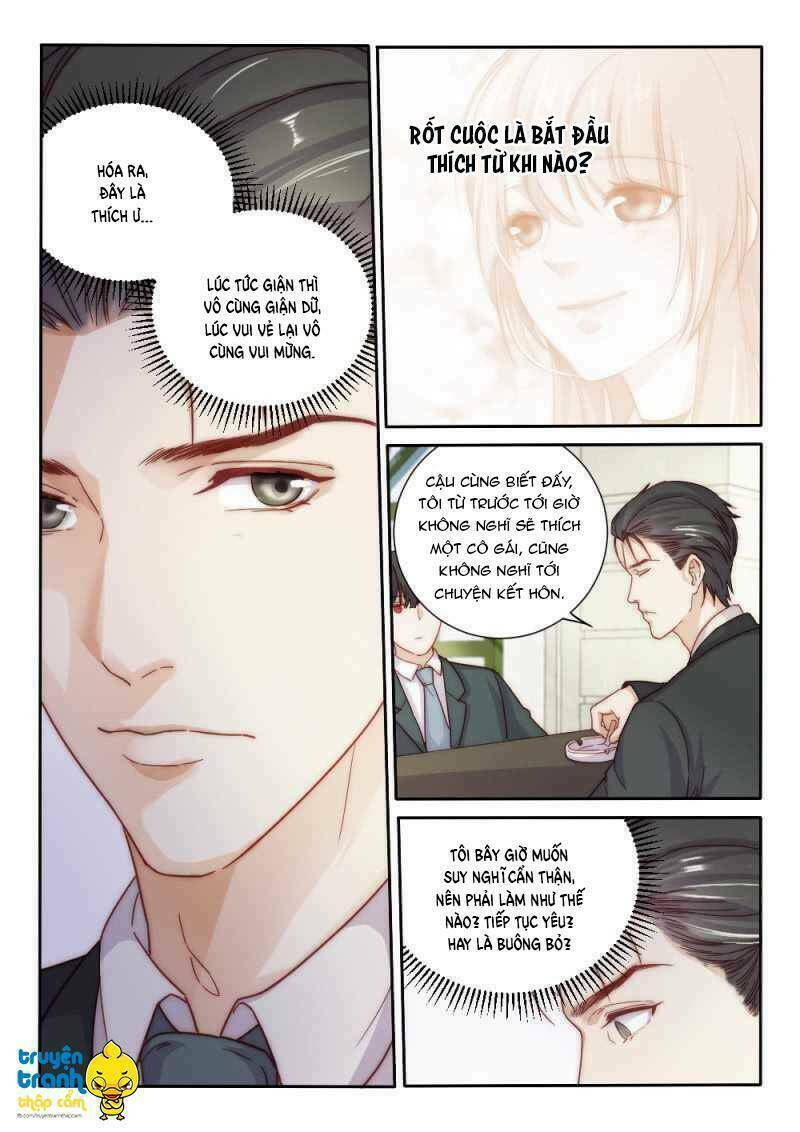 HÓA RA,
ĐÂY LÀ
THÍCH Ư...
LÚC TỨC GIẬN THÌ
VÔ CÙNG GIẬN DỮ,
LÚC VUI VẺ LẠI VÔ
CÙNG VUI MỪNG.
RỐT CUỘC LÀ BẮT ĐẦU
THÍCH TỪ KHI NÀO?
CẬU CÙNG BIẾT ĐẤY,
TÔI TỪ TRƯỚC TỚI GIỜ
KHÔNG NGHĨ SẼ THÍCH
MỘT CÔ GÁI, CŨNG
KHÔNG NGHĨ TỚI
CHUYỆN KẾT HÔN.
TÔI BÂY GIỜ MUỐN
SUY NGHĨ CẨN THẬN,
NÊN PHẢI LÀM NHƯ THẾ
NÀO? TIẾP TỤC YÊU?
HAY LÀ BUÔNG BỎ?
truyện
tranh
thập cẩm
fb.com/truyentranhthapcam